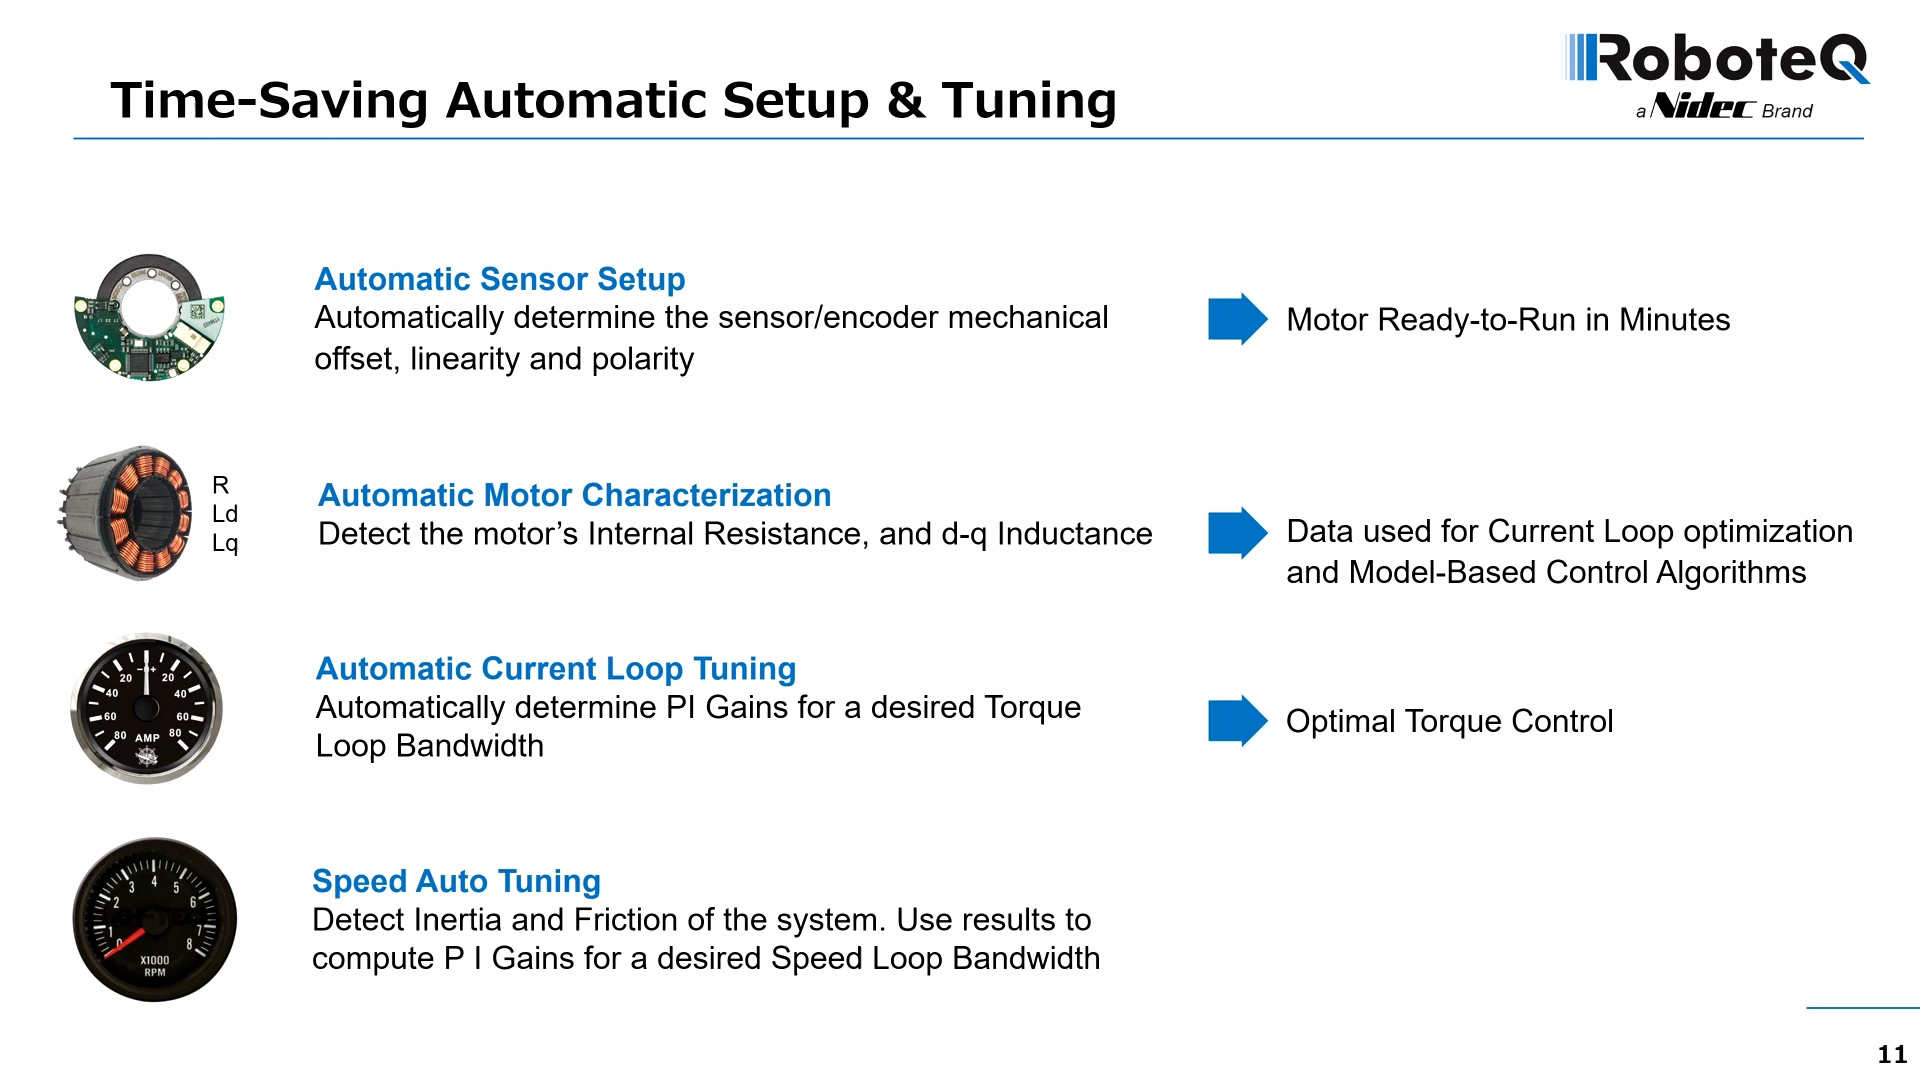 Time-Saving Automatic Setup & Tuning
RoboteQ
a Nidec Brand
Automatic Sensor Setup
Automatically determine the sensor/encoder mechanical
offset, linearity and polarity
Motor Ready-to-Run in Minutes
R
Ld
Lq
Automatic Motor Characterization
Detect the motor’s Internal Resistance, and d-q Inductance
Data used for Current Loop optimization
and Model-Based Control Algorithms
20 20
40 40
60 60
80 AMP 80
Automatic Current Loop Tuning
Automatically determine PI Gains for a desired Torque
Loop Bandwidth
Optimal Torque Control
0 1 2 3 4 5 6 7 8
X1000
RPM
Speed Auto Tuning
Detect Inertia and Friction of the system. Use results to
compute P I Gains for a desired Speed Loop Bandwidth
11